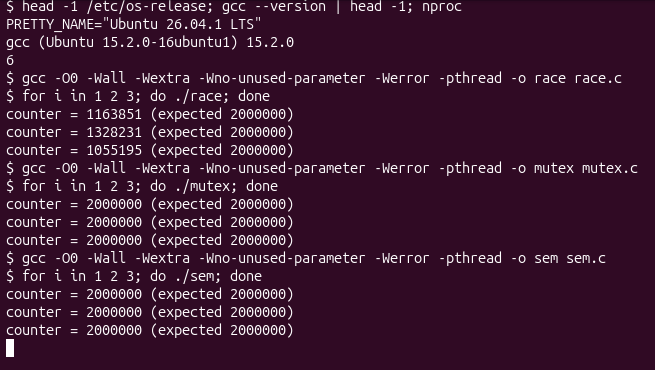 $ head -1 /etc/os-release; gcc --version | head -1; nproc
PRETTY_NAME="Ubuntu 26.04.1 LTS"
gcc (Ubuntu 15.2.0-16ubuntu1) 15.2.0
6
$ gcc -O0 -Wall -Wextra -Wno-unused-parameter -Werror -pthread -o race race.c
$ for i in 1 2 3; do ./race; done
counter = 1163851 (expected 2000000)
counter = 1328231 (expected 2000000)
counter = 1055195 (expected 2000000)
$ gcc -O0 -Wall -Wextra -Wno-unused-parameter -Werror -pthread -o mutex mutex.c
$ for i in 1 2 3; do ./mutex; done
counter = 2000000 (expected 2000000)
counter = 2000000 (expected 2000000)
counter = 2000000 (expected 2000000)
$ gcc -O0 -Wall -Wextra -Wno-unused-parameter -Werror -pthread -o sem sem.c
$ for i in 1 2 3; do ./sem; done
counter = 2000000 (expected 2000000)
counter = 2000000 (expected 2000000)
counter = 2000000 (expected 2000000)